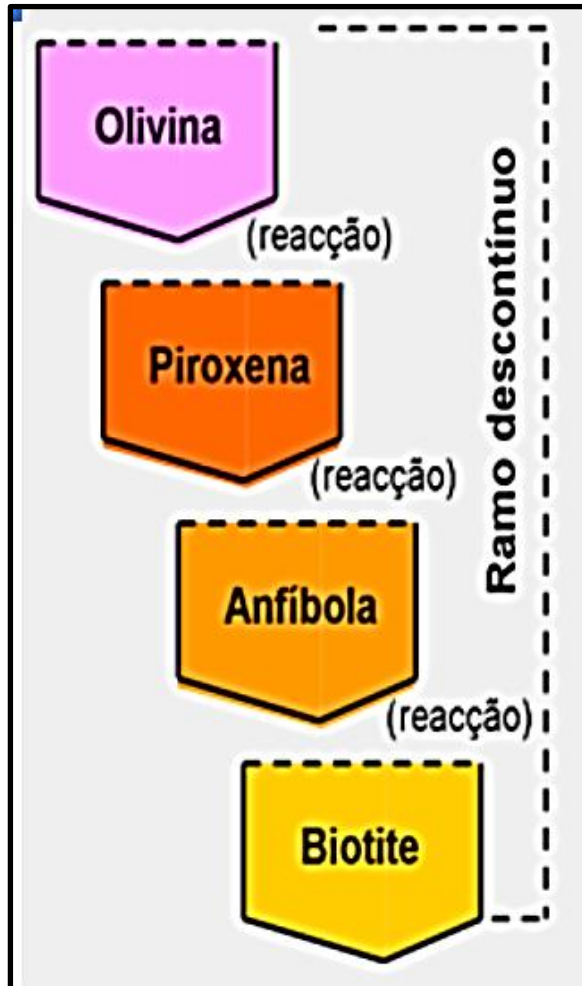 Olivina
(reacção)
Piroxena
(reacção)
Anfíbola
(reacção)
Biotite
Ramo descontínuo